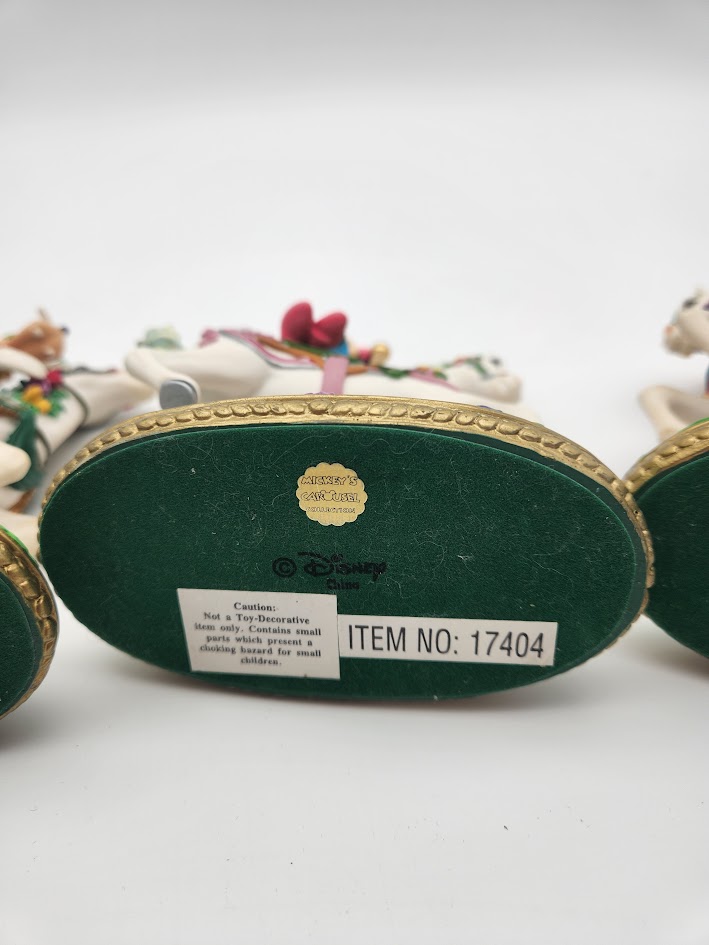 MICKEY'S
CAROUSEL
COLLECTION
© Disney
China
Caution:
Not a Toy-Decorative
item only. Contains small
parts which present a
choking hazard for small
children.
ITEM NO: 17404